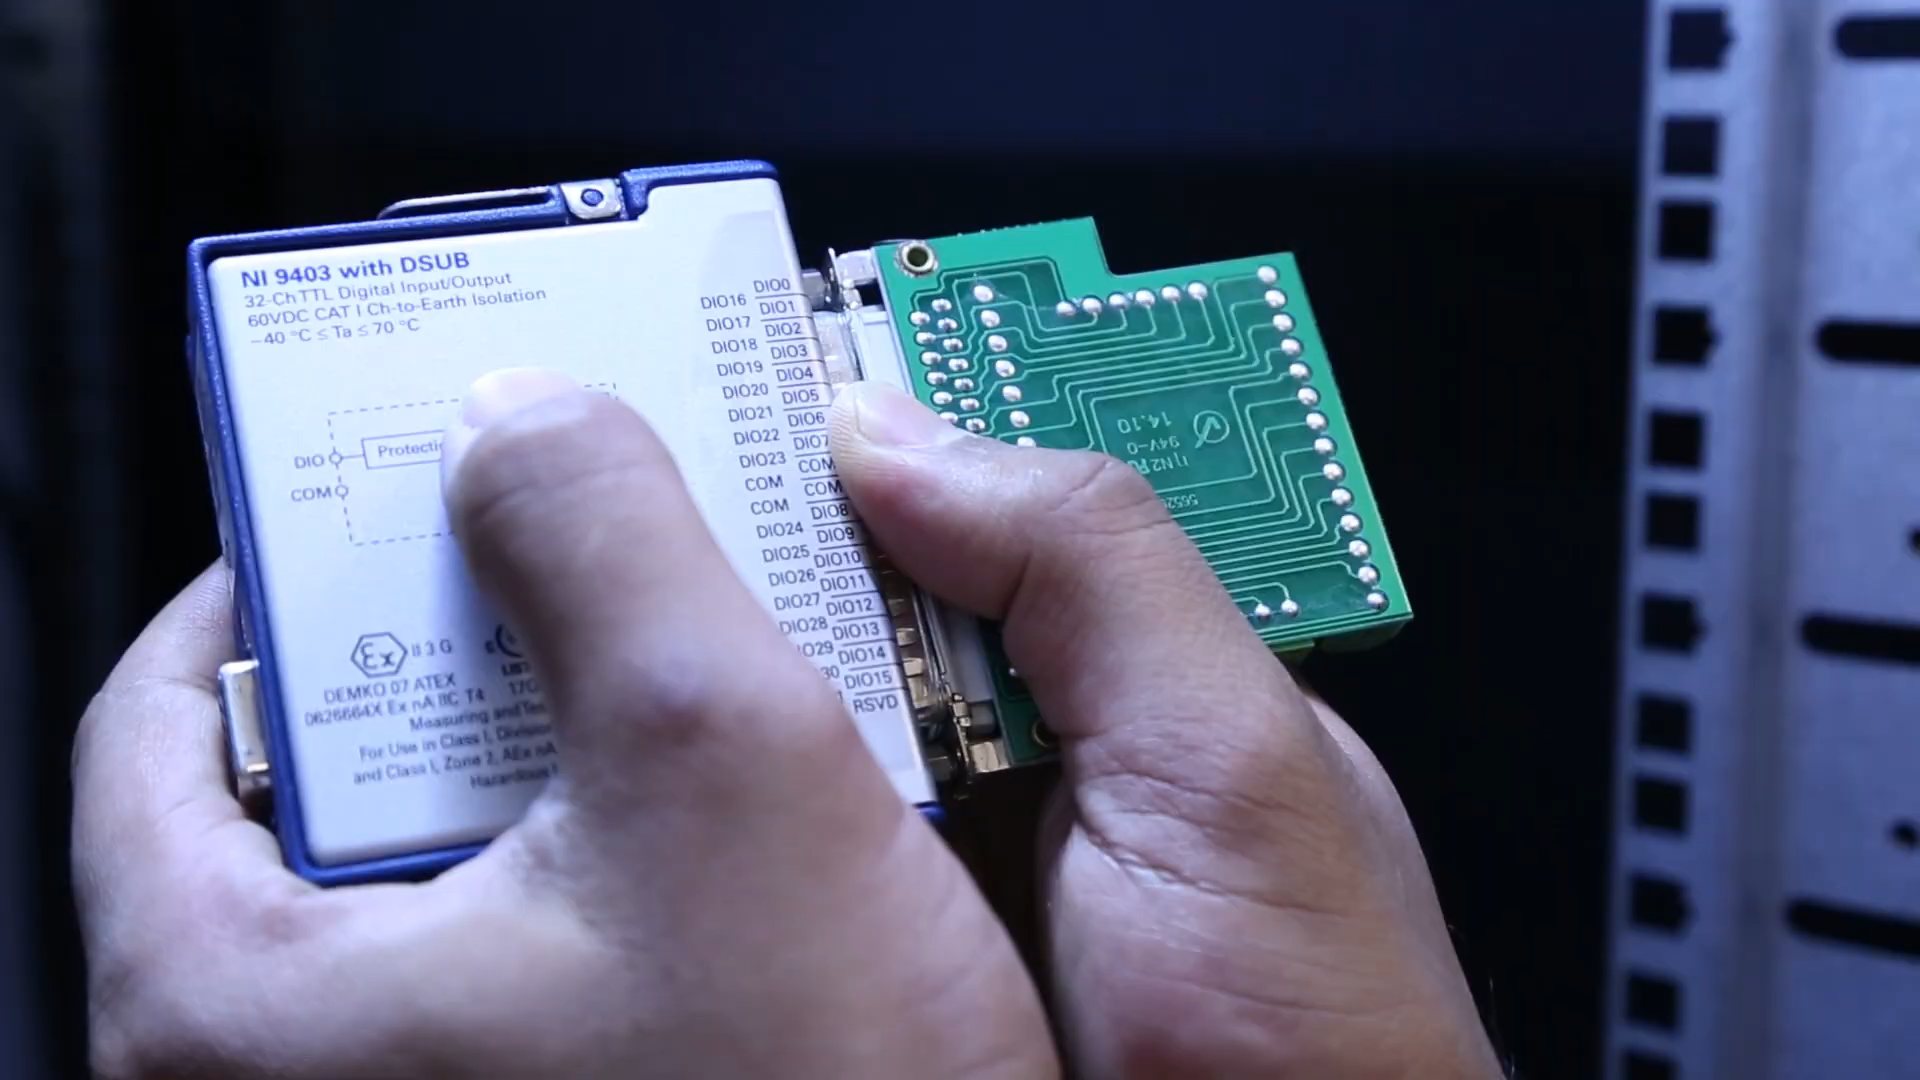 NI 9403 with DSUB
32-Ch TTL Digital Input/Output
60VDC CAT I Ch-to-Earth Isolation
−40 °C ≤ Ta ≤ 70 °C
DIO
COM
Ex II 3 G
DEMKO 07 ATEX
0626664X Ex nA IIC T4
Measuring and
For Use in Class I, Division
and Class I, Zone 2, AEx nA
DIO16
DIO17
DIO18
DIO19
DIO20
DIO21
DIO22
DIO23
COM
COM
DIO24
DIO25
DIO26
DIO27
DIO28
DIO0
DIO1
DIO2
DIO3
DIO4
DIO5
DIO6
DIO7
COM
COM
DIO8
DIO9
DIO10
DIO11
DIO12
DIO13
DIO14
DIO15
RSVD
14.10
94V-0